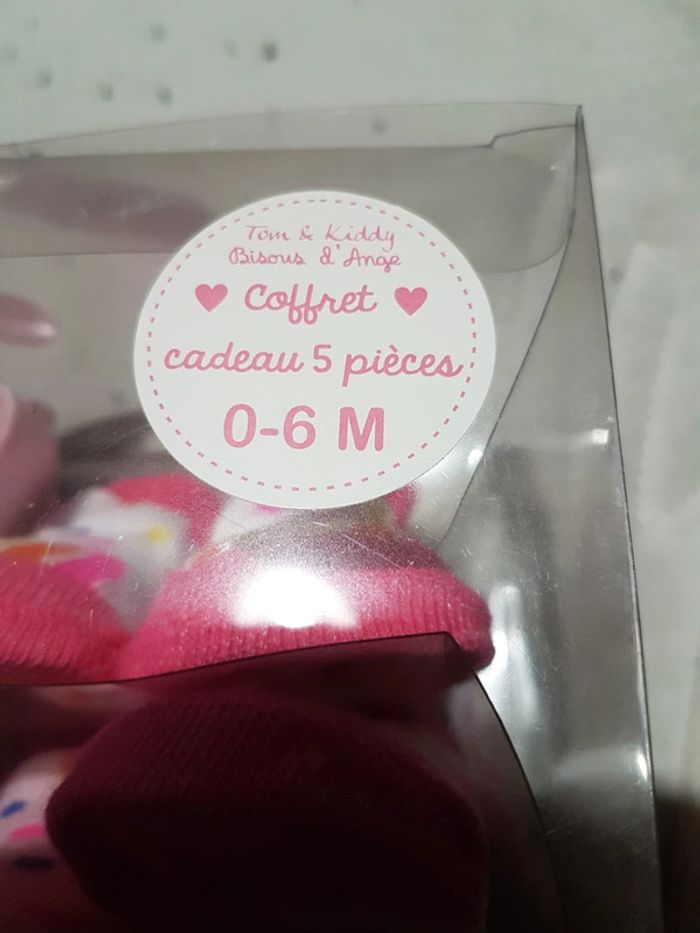 Tom & Kiddy
Bisous d'Ange
Coffret
cadeau 5 pièces
0-6 M